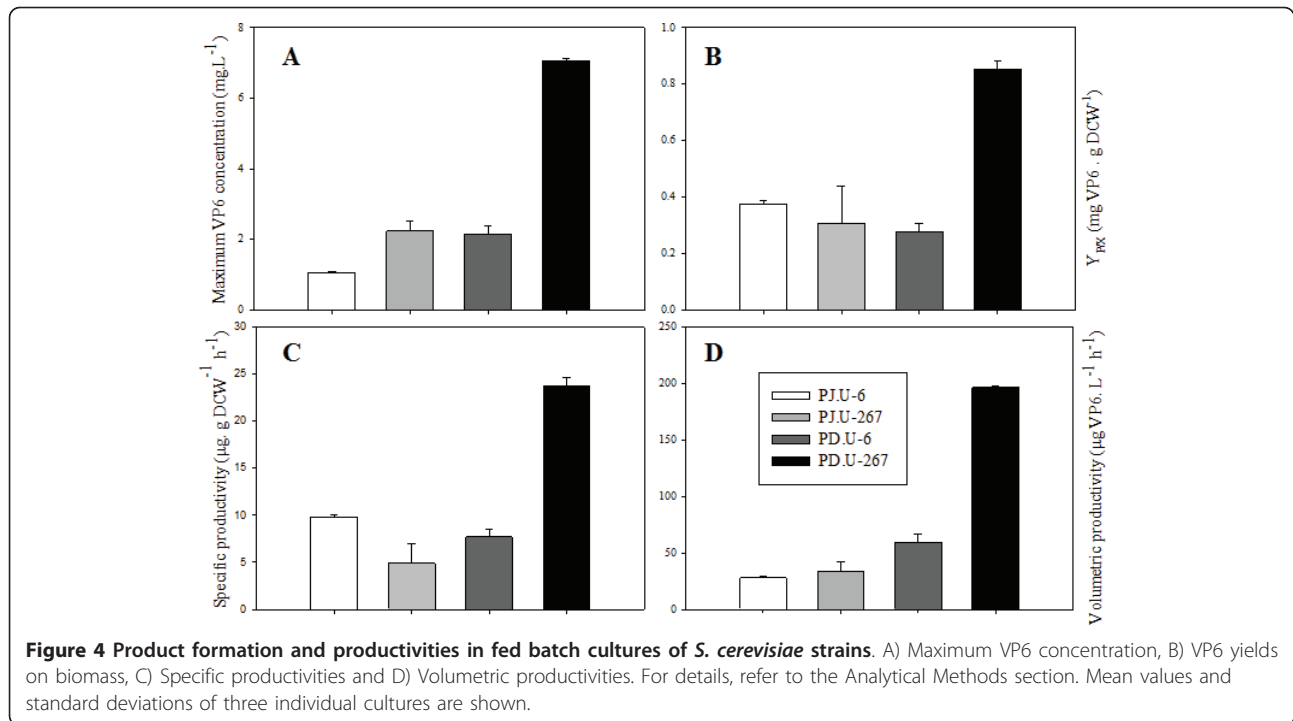 A
Maximum VP6 concentration (mg.L⁻¹)
8
6
4
2
0
B
Y_P/X (mg VP6 . g DCW⁻¹)
1.0
0.8
0.6
0.4
0.2
0.0
C
Specific productivity (µg. g DCW⁻¹ h⁻¹)
30
25
20
15
10
5
0
D
Volumetric productivity (µg VP6. L⁻¹ h⁻¹)
250
200
150
100
50
0
PJ.U-6
PJ.U-267
PD.U-6
PD.U-267
Figure 4 Product formation and productivities in fed batch cultures of S. cerevisiae strains. A) Maximum VP6 concentration, B) VP6 yields
on biomass, C) Specific productivities and D) Volumetric productivities. For details, refer to the Analytical Methods section. Mean values and
standard deviations of three individual cultures are shown.